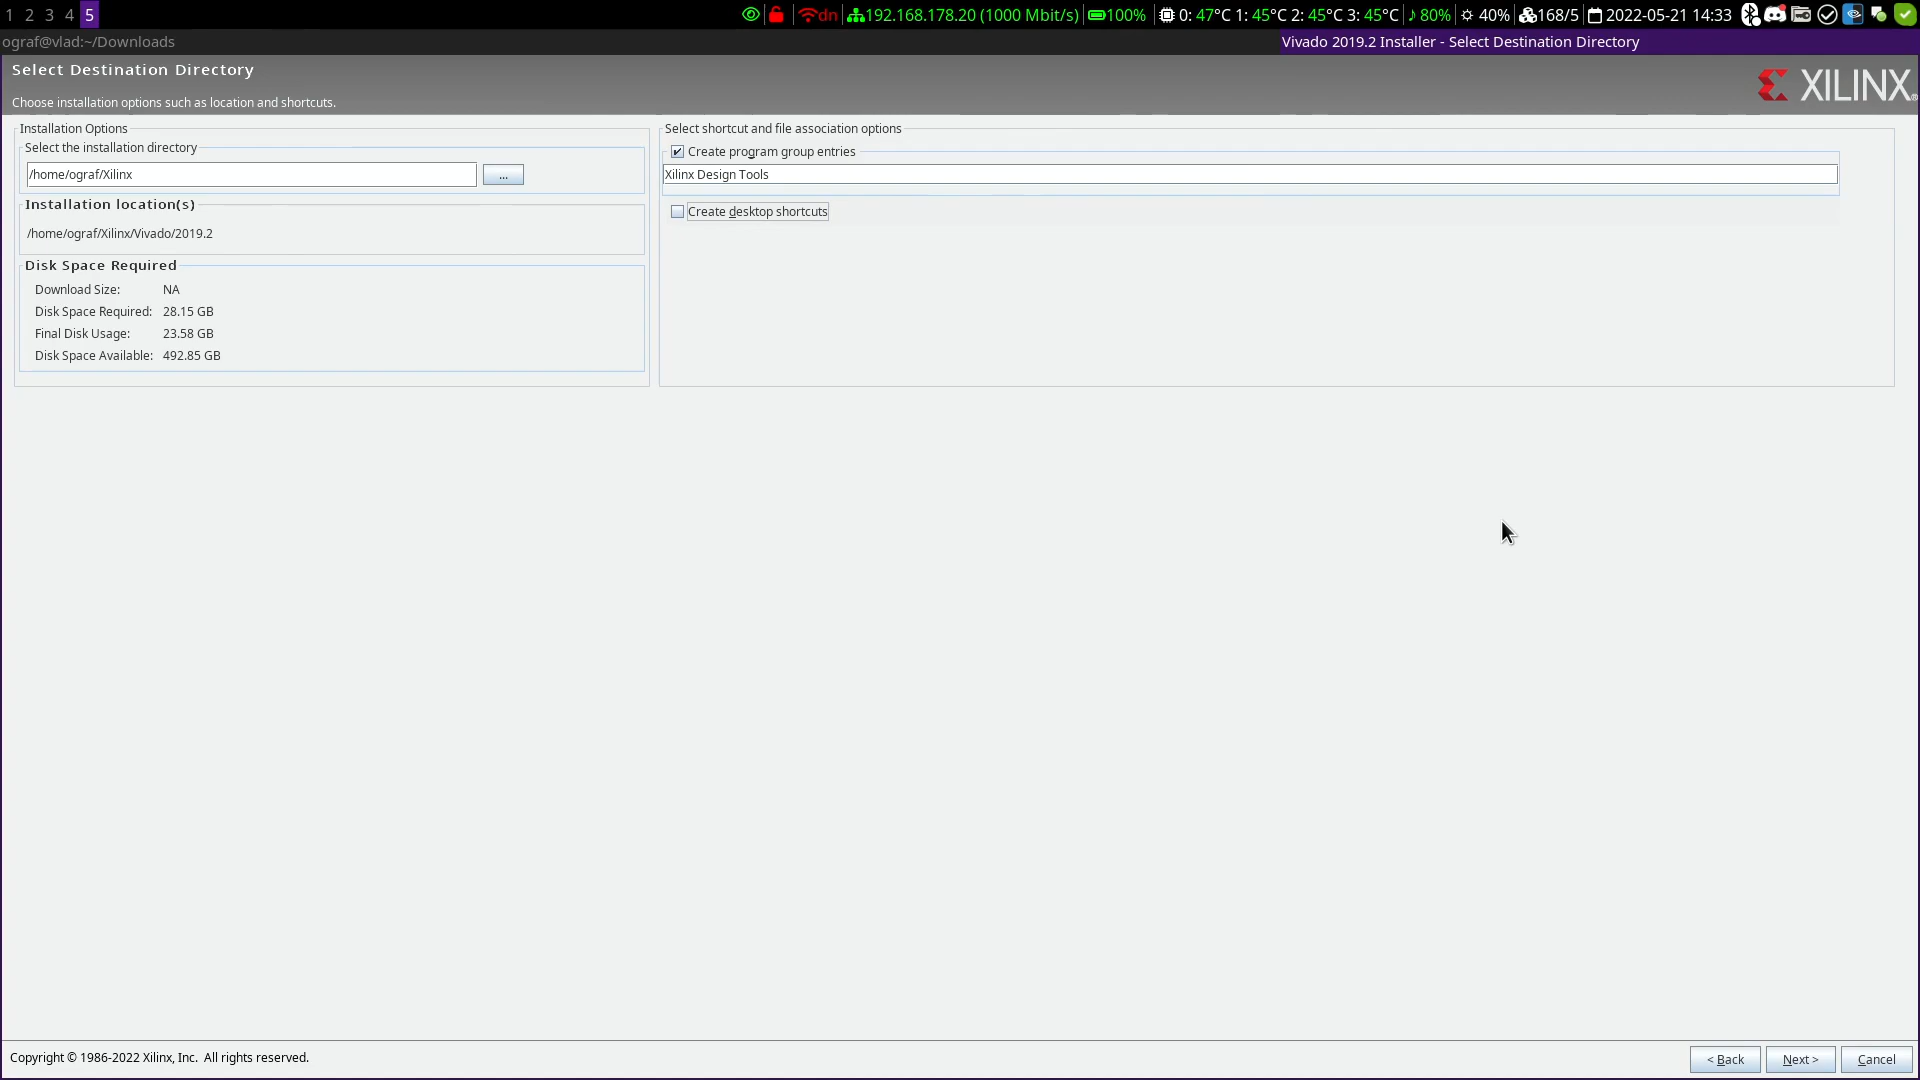 1 2 3 4 5
dn 192.168.178.20 (1000 Mbit/s) 100% 0: 47°C 1: 45°C 2: 45°C 3: 45°C ♪ 80% 40% 168/5 2022-05-21 14:33
ograf@vlad:~/Downloads
Vivado 2019.2 Installer - Select Destination Directory
Select Destination Directory
Choose installation options such as location and shortcuts.
XILINX®
Installation Options
Select the installation directory
/home/ograf/Xilinx
...
Installation location(s)
/home/ograf/Xilinx/Vivado/2019.2
Disk Space Required
Download Size: NA
Disk Space Required: 28.15 GB
Final Disk Usage: 23.58 GB
Disk Space Available: 492.85 GB
Select shortcut and file association options
Create program group entries
Xilinx Design Tools
Create desktop shortcuts
Copyright © 1986-2022 Xilinx, Inc. All rights reserved.
< Back
Next >
Cancel